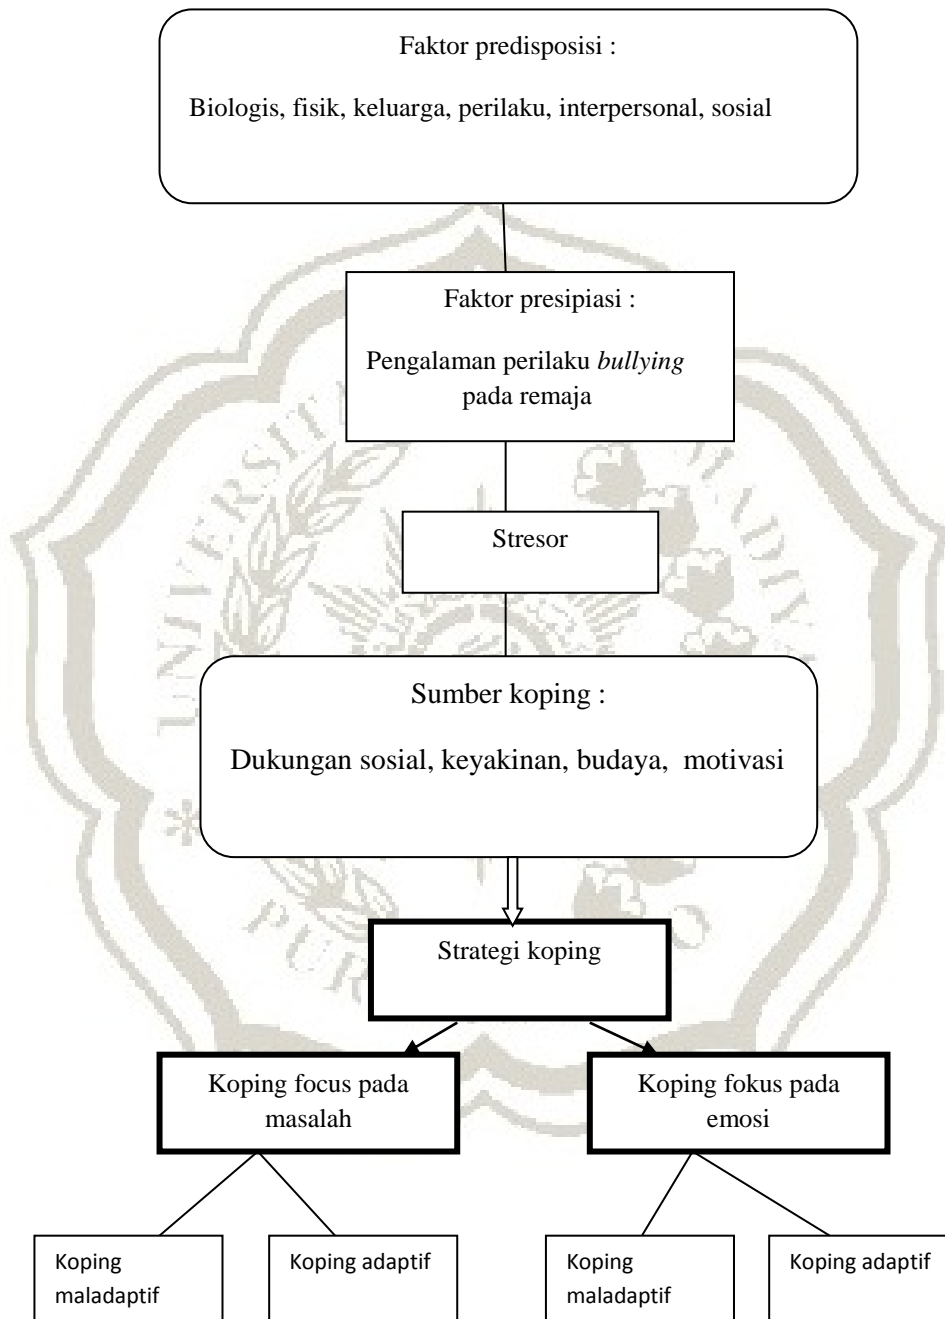 Faktor predisposisi :
Biologis, fisik, keluarga, perilaku, interpersonal, sosial
Faktor presipiasi :
Pengalaman perilaku bullying
pada remaja
Stresor
Sumber koping :
Dukungan sosial, keyakinan, budaya, motivasi
Strategi koping
Koping focus pada
masalah
Koping fokus pada
emosi
Koping
maladaptif
Koping adaptif
Koping
maladaptif
Koping adaptif